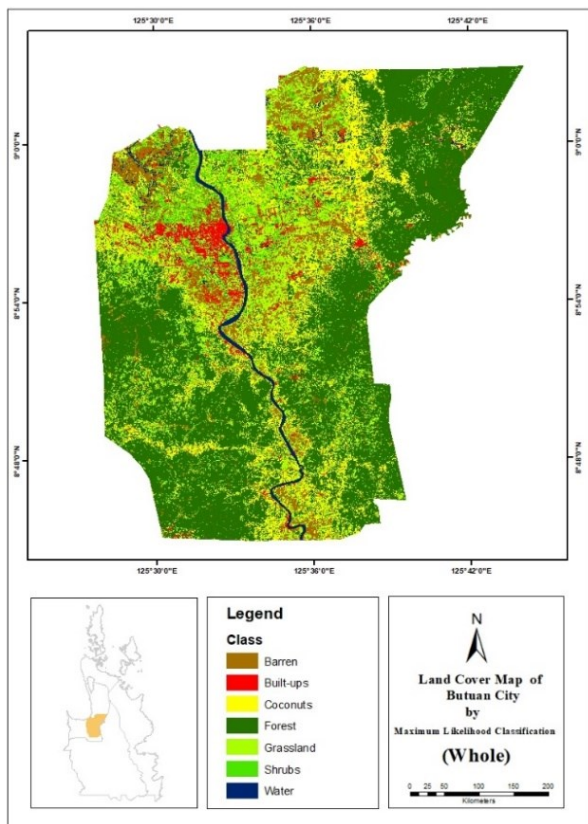 125°30'0"E 125°36'0"E 125°42'0"E
9°0'0"N 9°0'0"N
8°54'0"N 8°54'0"N
8°48'0"N 8°48'0"N
125°30'0"E 125°36'0"E 125°42'0"E
Legend
Class
Barren
Built-ups
Coconuts
Forest
Grassland
Shrubs
Water
N
Land Cover Map of
Butuan City
by
Maximum Likelihood Classification
(Whole)
0 25 50 100 150 200
Kilometers